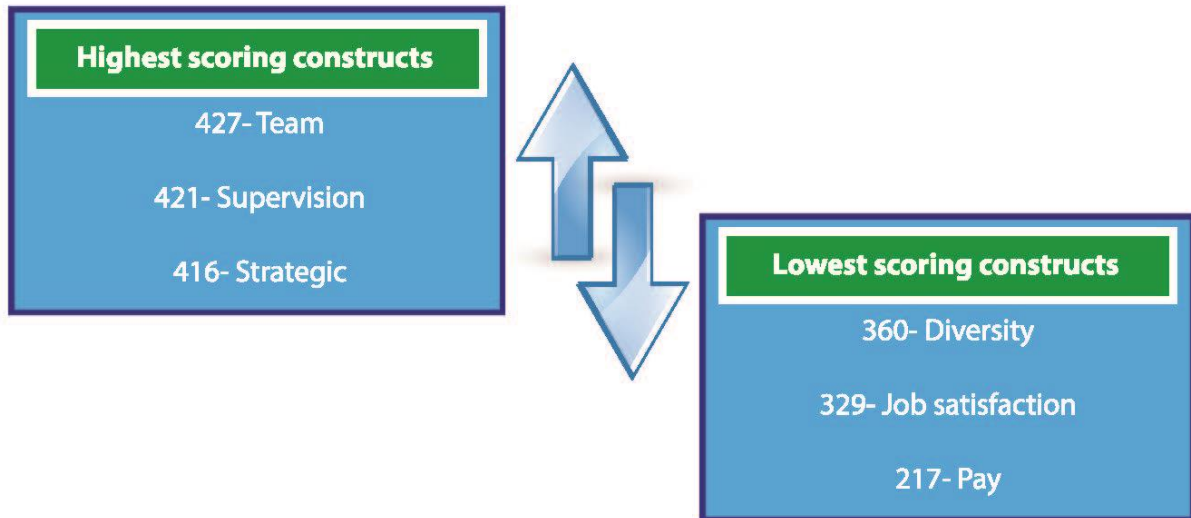 Highest scoring constructs
427- Team
421- Supervision
416- Strategic
Lowest scoring constructs
360- Diversity
329- Job satisfaction
217- Pay